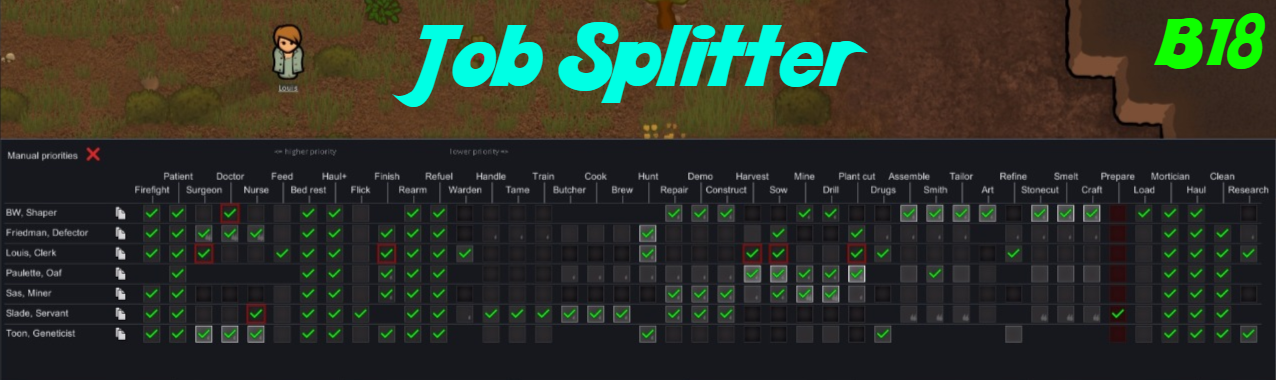 Job Splitter
B18
Louis
Manual priorities
<= higher priority
lower priority =>
Patient Doctor Feed Haul+ Finish Refuel Handle Train Cook Hunt Demo Harvest Mine Plant cut Assemble Tailor Refine Smelt Prepare Mortician Clean
Firefight Surgeon Nurse Bed rest Flick Rearm Warden Tame Butcher Brew Repair Construct Sow Drill Drugs Smith Art Stonecut Craft Load Haul Research
BW, Shaper
Friedman, Defector
Louis, Clerk
Paulette, Oaf
Sas, Miner
Slade, Servant
Toon, Geneticist